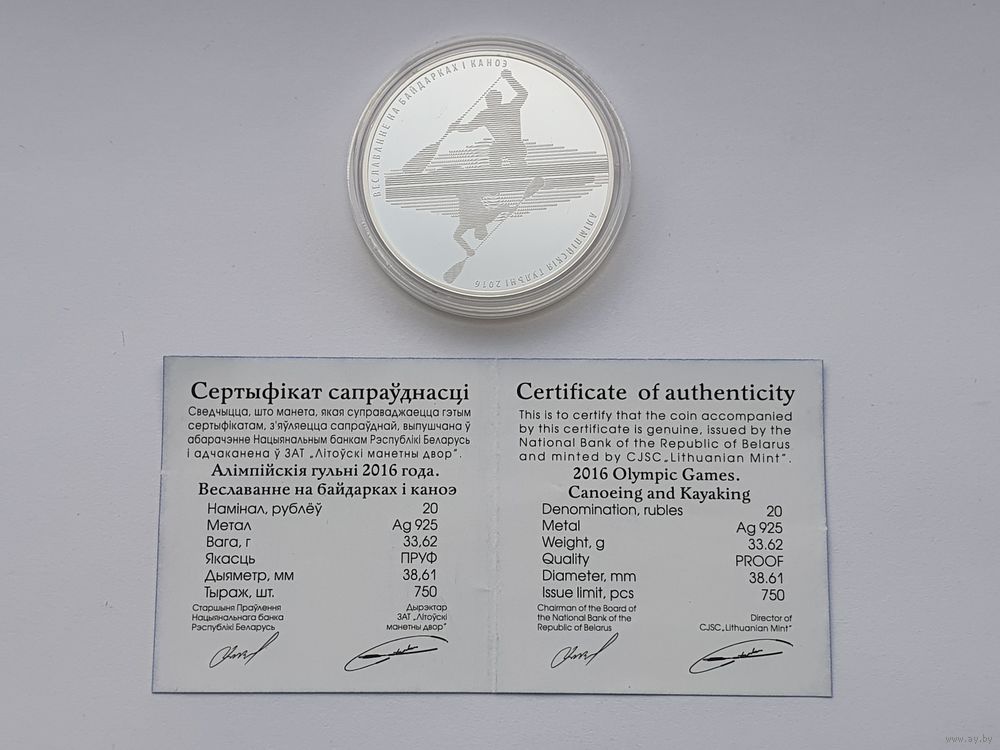 ВЕСЛАВАННЕ НА БАЙДАРКАХ І КАНОЭ
АЛІМПІЙСКІЯ ГУЛЬНІ 2016
Сертыфікат сапраўднасці
Сведчыцца, што манета, якая суправаджаецца гэтым
сертыфікатам, з'яўляецца сапраўднай, выпушчана ў
абарачэнне Нацыянальным банкам Рэспублікі Беларусь
і адчаканена ў ЗАТ „Літоўскі манетны двор“.
Алімпійскія гульні 2016 года.
Веславанне на байдарках і каноэ
Намінал, рублёў 20
Метал Ag 925
Вага, г 33,62
Якасць ПРУФ
Дыяметр, мм 38,61
Тыраж, шт. 750
Старшыня Праўлення
Нацыянальнага банка
Рэспублікі Беларусь
Дырэктар
ЗАТ „Літоўскі
манетны двор“
Certificate of authenticity
This is to certify that the coin accompanied
by this certificate is genuine, issued by the
National Bank of the Republic of Belarus
and minted by CJSC „Lithuanian Mint“.
2016 Olympic Games.
Canoeing and Kayaking
Denomination, rubles 20
Metal Ag 925
Weight, g 33.62
Quality PROOF
Diameter, mm 38.61
Issue limit, pcs 750
Chairman of the Board of
the National Bank of the
Republic of Belarus
Director of
CJSC „Lithuanian Mint“
www.ay.by